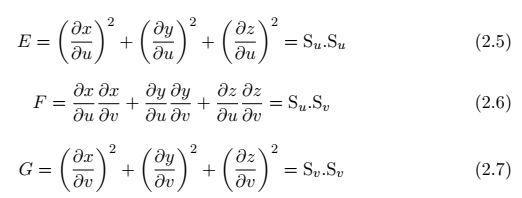 E = (∂x/∂u)² + (∂y/∂u)² + (∂z/∂u)² = S_u.S_u (2.5)
F = ∂x/∂u ∂x/∂v + ∂y/∂u ∂y/∂v + ∂z/∂u ∂z/∂v = S_u.S_v (2.6)
G = (∂x/∂v)² + (∂y/∂v)² + (∂z/∂v)² = S_v.S_v (2.7)